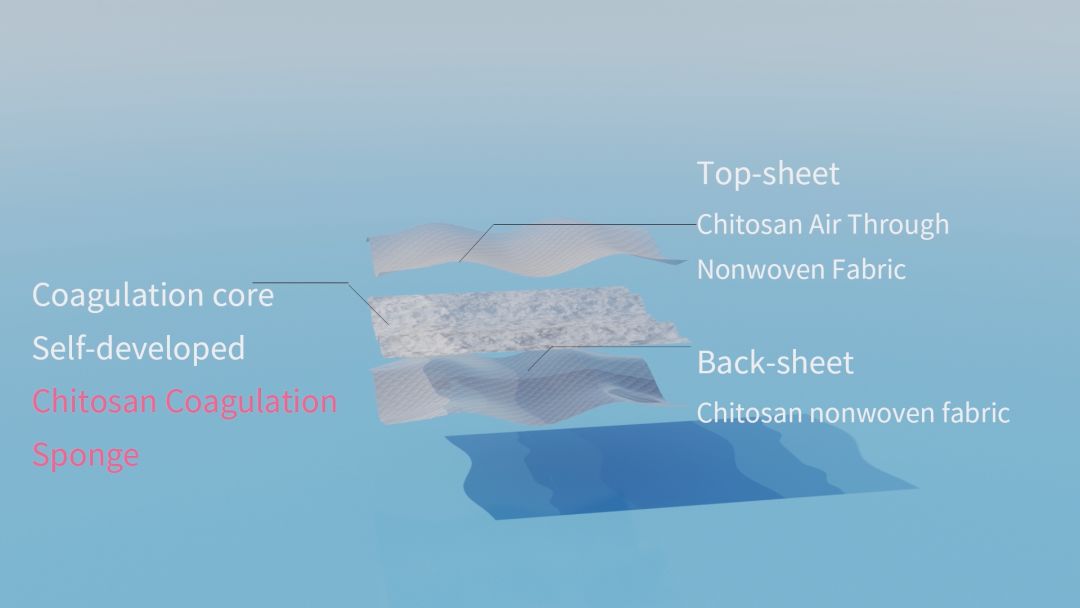 Top-sheet
Chitosan Air Through
Nonwoven Fabric
Coagulation core
Self-developed
Chitosan Coagulation
Sponge
Back-sheet
Chitosan nonwoven fabric